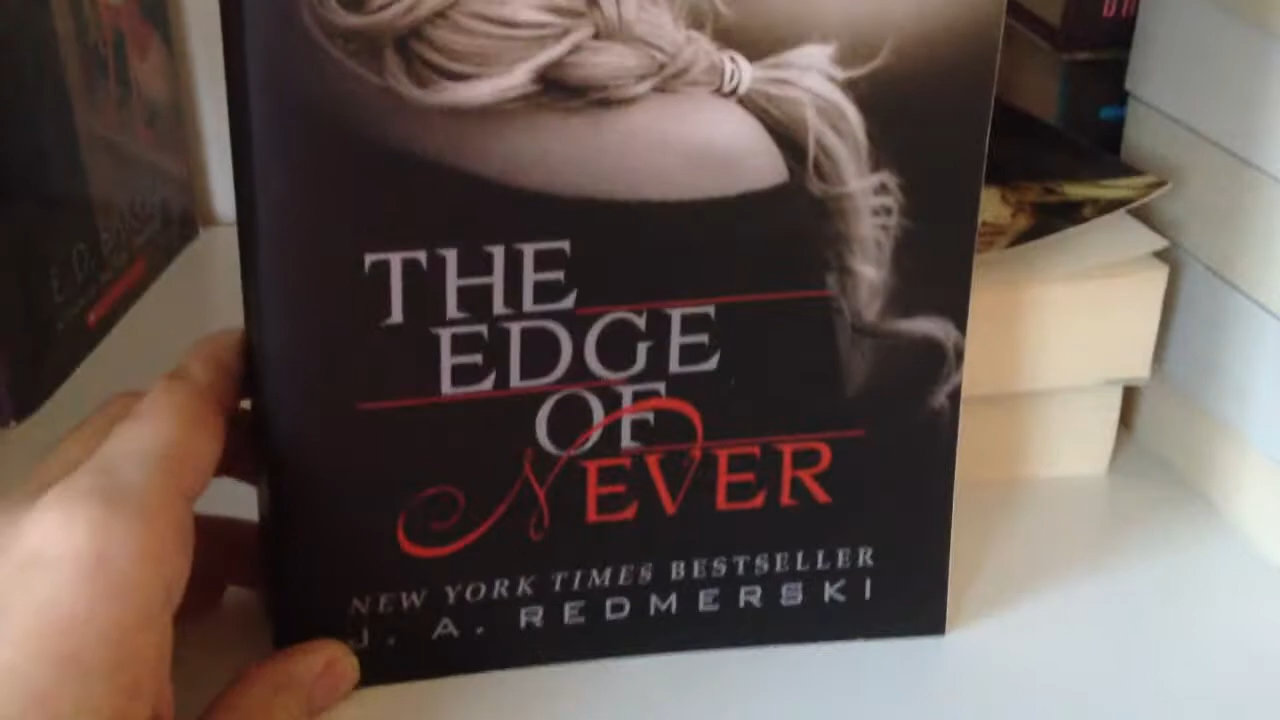 THE
EDGE
OF
NEVER
NEW YORK TIMES BESTSELLER
J. A. REDMERSKI
E. D.